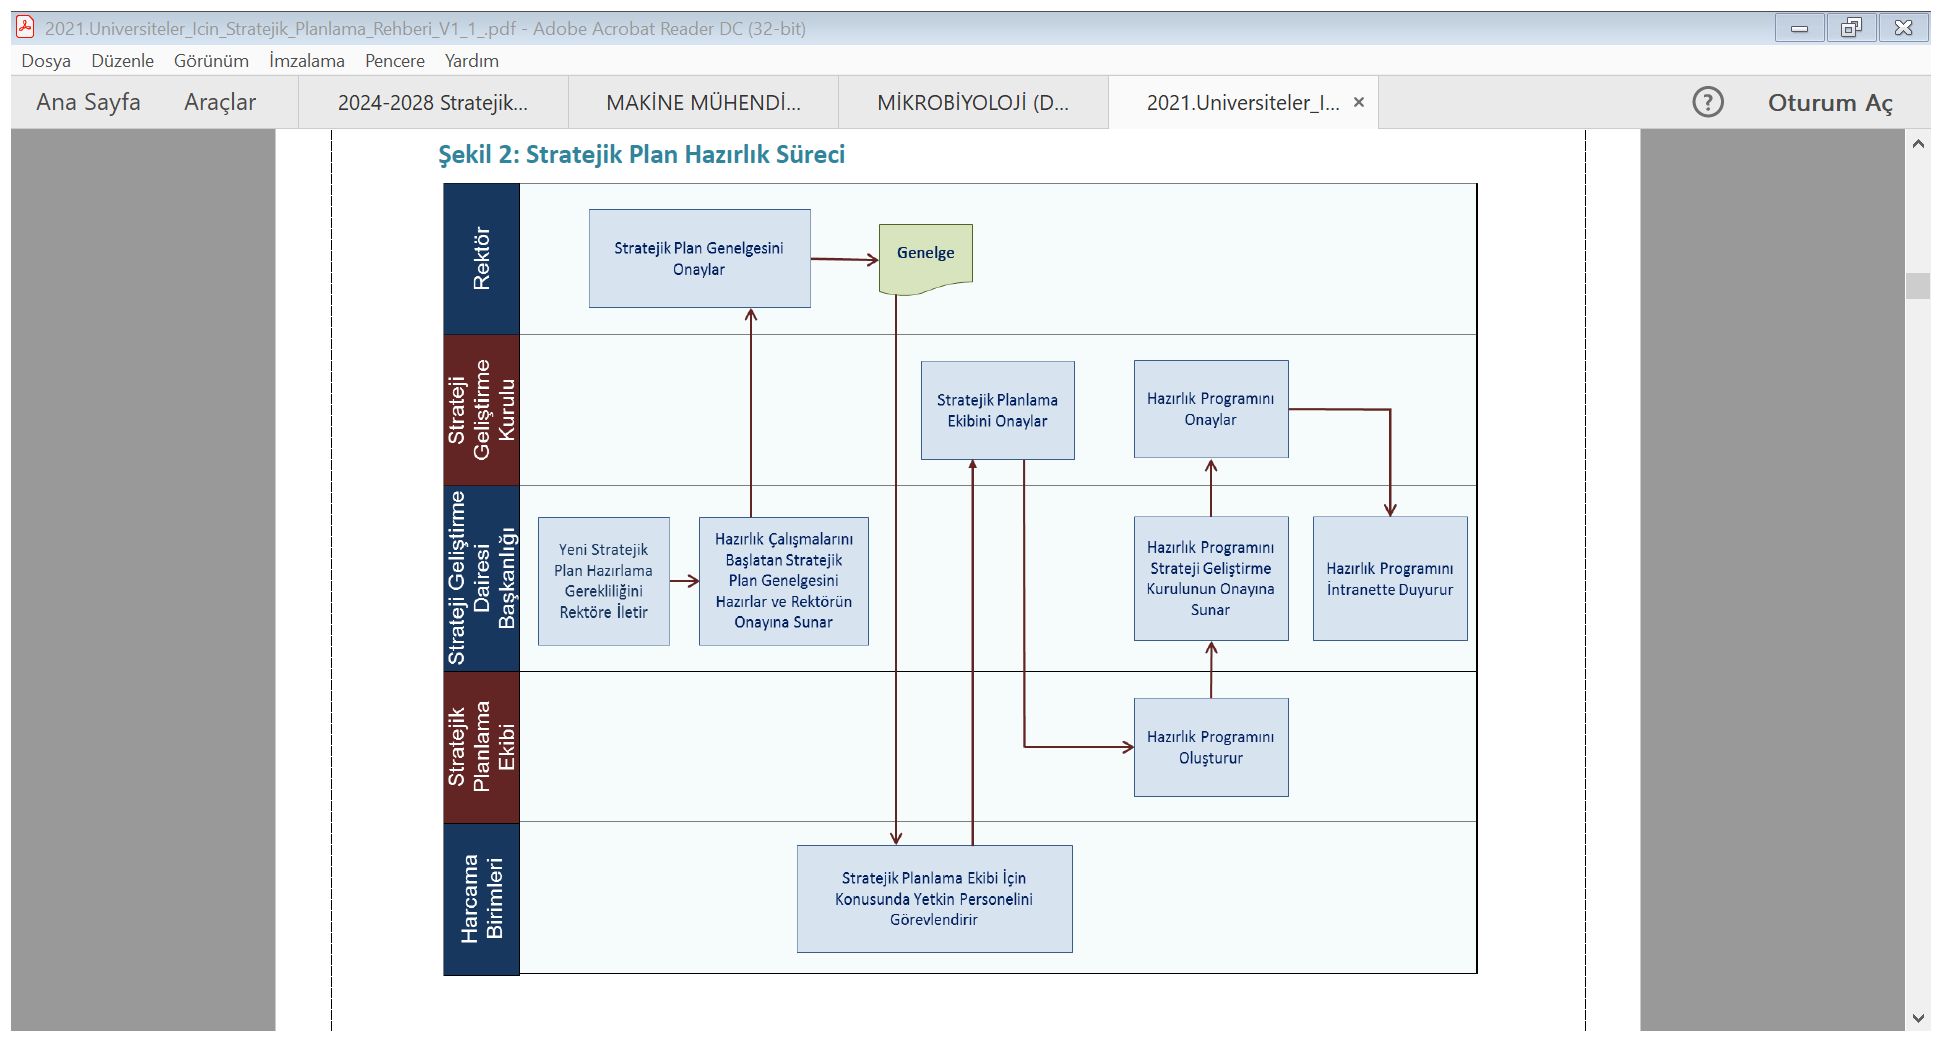 2021.Universiteler_Icin_Stratejik_Planlama_Rehberi_V1_1_.pdf - Adobe Acrobat Reader DC (32-bit)
Dosya Düzenle Görünüm İmzalama Pencere Yardım
Ana Sayfa Araçlar 2024-2028 Stratejik... MAKİNE MÜHENDİ... MİKROBİYOLOJİ (D... 2021.Universiteler_I... × ? Oturum Aç
Şekil 2: Stratejik Plan Hazırlık Süreci
Rektör
Stratejik Plan Genelgesini
Onaylar
Genelge
Strateji
Geliştirme
Kurulu
Stratejik Planlama
Ekibini Onaylar
Hazırlık Programını
Onaylar
Strateji Geliştirme
Dairesi
Başkanlığı
Yeni Stratejik
Plan Hazırlama
Gerekliliğini
Rektöre İletir
Hazırlık Çalışmalarını
Başlatan Stratejik
Plan Genelgesini
Hazırlar ve Rektörün
Onayına Sunar
Hazırlık Programını
Strateji Geliştirme
Kurulunun Onayına
Sunar
Hazırlık Programını
İntranette Duyurur
Stratejik
Planlama
Ekibi
Hazırlık Programını
Oluşturur
Harcama
Birimleri
Stratejik Planlama Ekibi İçin
Konusunda Yetkin Personelini
Görevlendirir